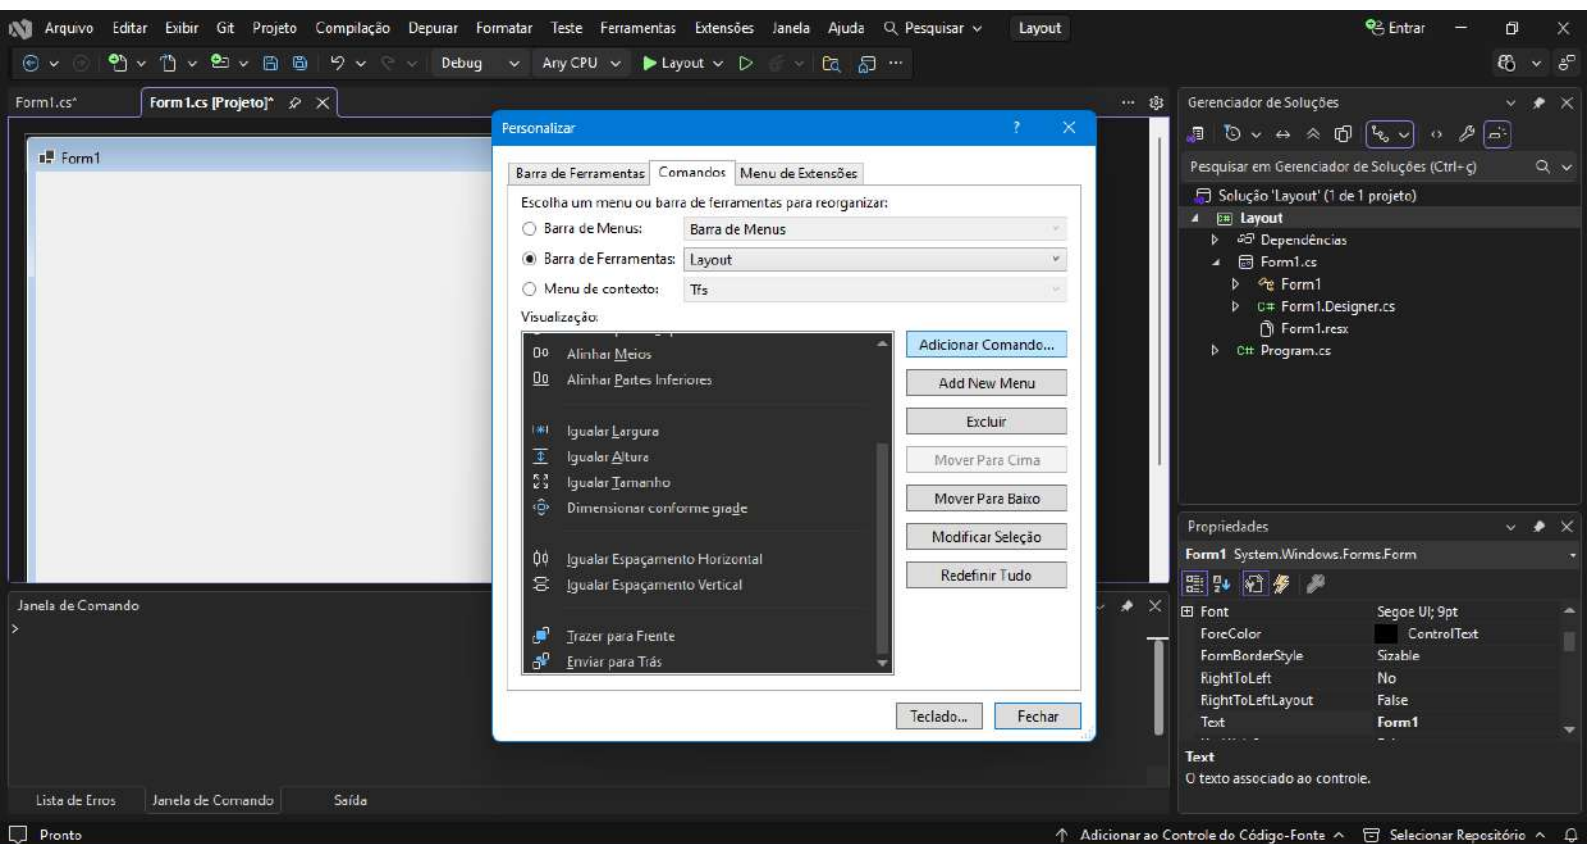 Arquivo Editar Exibir Git Projeto Compilação Depurar Formatar Teste Ferramentas Extensões Janela Ajuda Pesquisar Layout Entrar
Debug Any CPU Layout
Form1.cs* Form1.cs [Projeto]*
Form1
Personalizar ?
Barra de Ferramentas Comandos Menu de Extensões
Escolha um menu ou barra de ferramentas para reorganizar:
Barra de Menus: Barra de Menus
Barra de Ferramentas: Layout
Menu de contexto: Tfs
Visualização:
Alinhar Meios
Alinhar Partes Inferiores
Igualar Largura
Igualar Altura
Igualar Tamanho
Dimensionar conforme grade
Igualar Espaçamento Horizontal
Igualar Espaçamento Vertical
Trazer para Frente
Enviar para Trás
Adicionar Comando...
Add New Menu
Excluir
Mover Para Cima
Mover Para Baixo
Modificar Seleção
Redefinir Tudo
Teclado... Fechar
Gerenciador de Soluções
Pesquisar em Gerenciador de Soluções (Ctrl+ç)
Solução 'Layout' (1 de 1 projeto)
C# Layout
Dependências
Form1.cs
Form1
C# Form1.Designer.cs
Form1.resx
C# Program.cs
Propriedades
Form1 System.Windows.Forms.Form
Font Segoe UI; 9pt
ForeColor ControlText
FormBorderStyle Sizable
RightToLeft No
RightToLeftLayout False
Text Form1
Text
O texto associado ao controle.
Janela de Comando
>
Lista de Erros Janela de Comando Saída
Pronto Adicionar ao Controle do Código-Fonte Selecionar Repositório